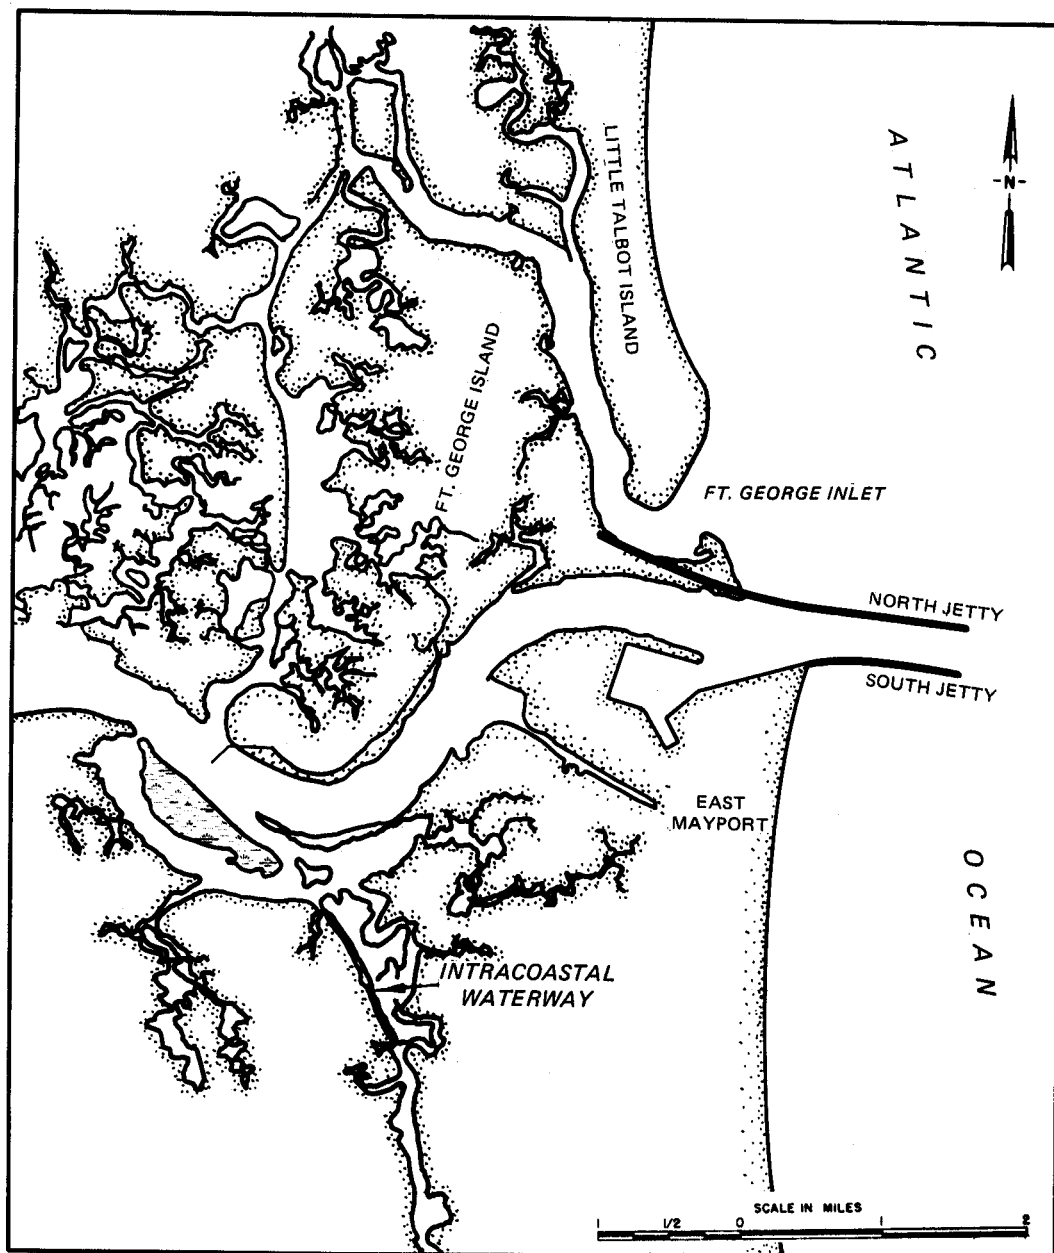 ATLANTIC
-N-
LITTLE TALBOT ISLAND
FT. GEORGE ISLAND
FT. GEORGE INLET
NORTH JETTY
SOUTH JETTY
EAST
MAYPORT
OCEAN
INTRACOASTAL
WATERWAY
SCALE IN MILES
1 1/2 0 1 2